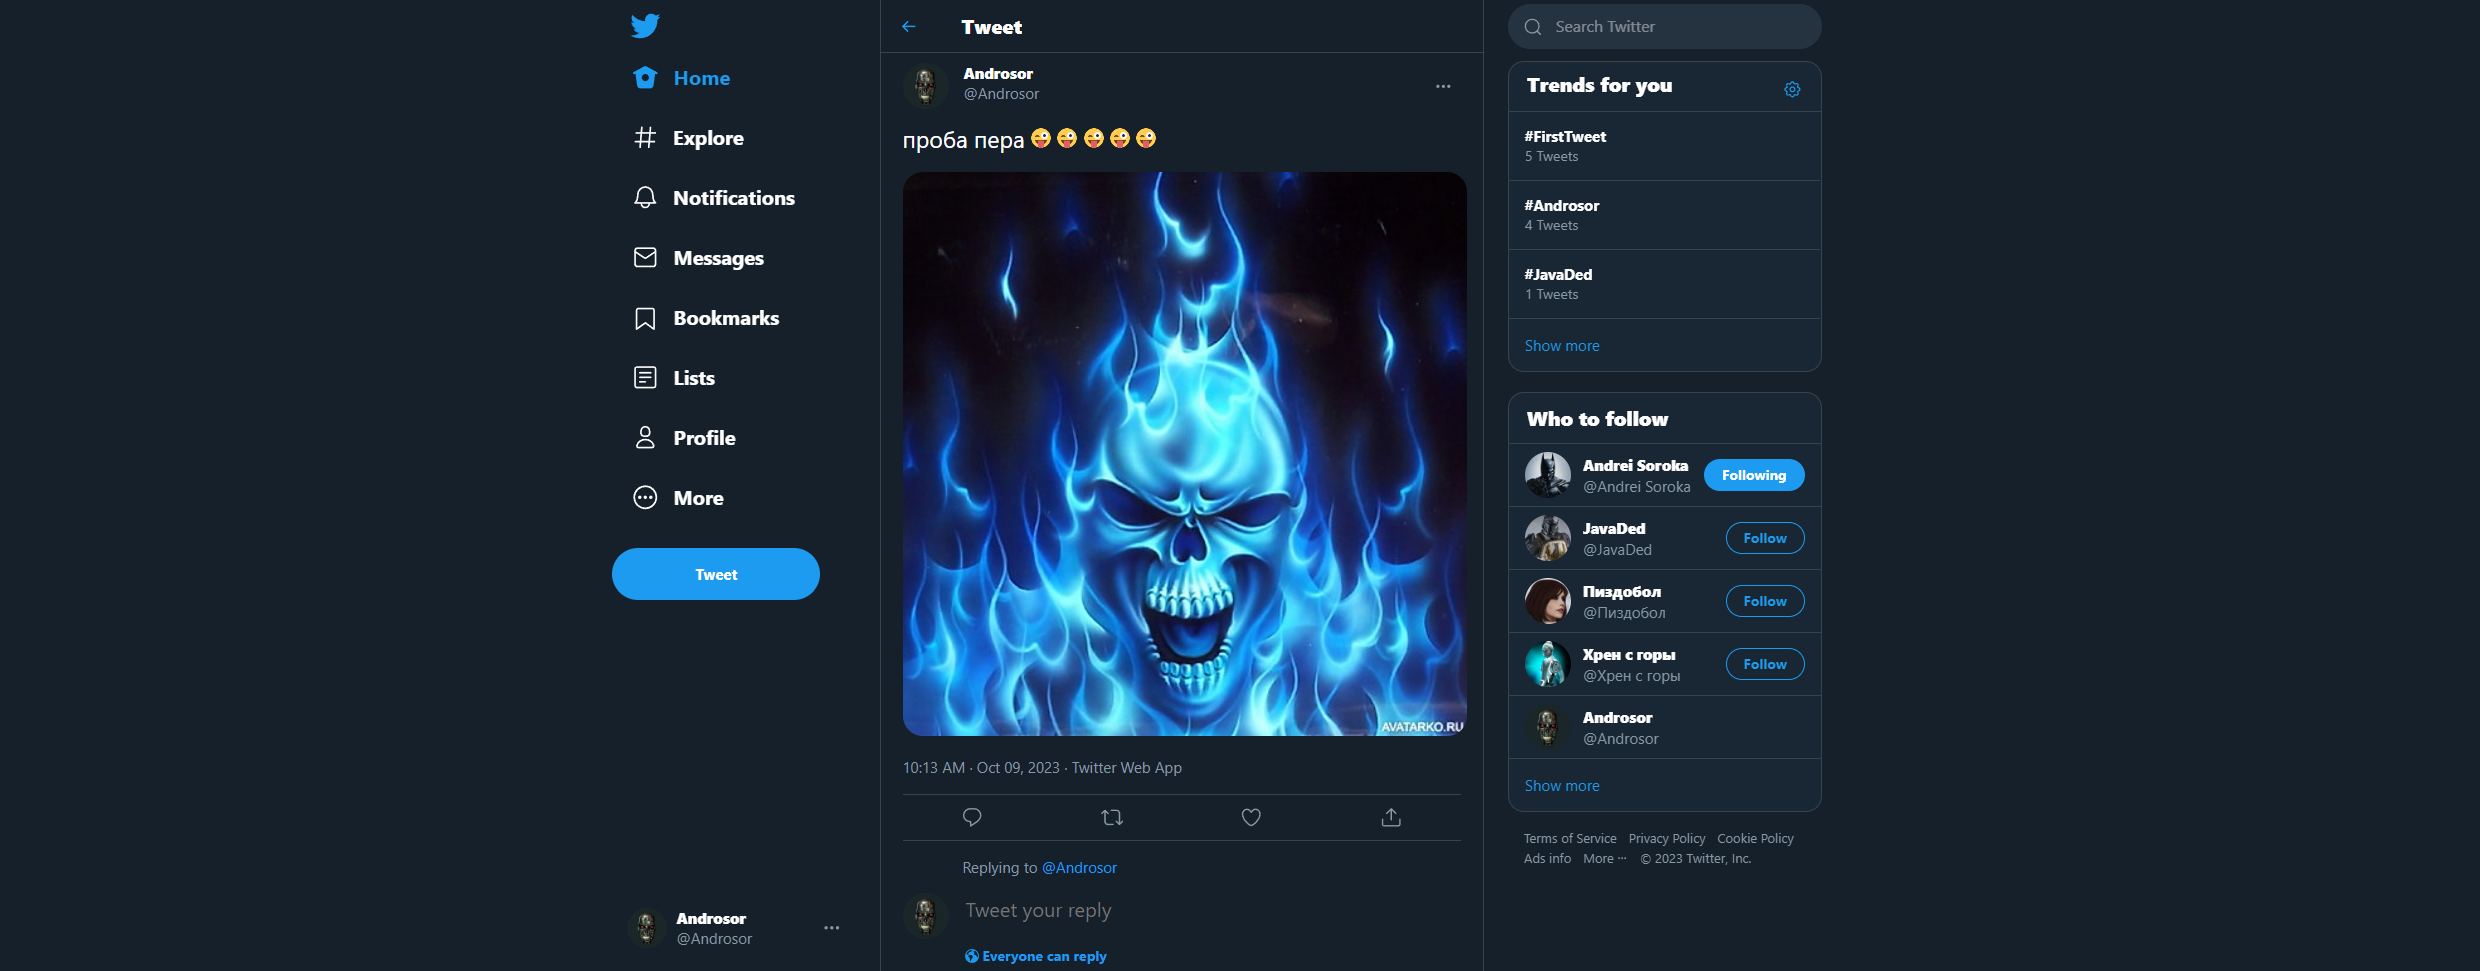 Home
Explore
Notifications
Messages
Bookmarks
Lists
Profile
More
Tweet
Androsor
@Androsor
Tweet
Androsor
@Androsor
проба пера 😜😜😜😜😜
AVATARKO.RU
10:13 AM · Oct 09, 2023 · Twitter Web App
Replying to @Androsor
Tweet your reply
Everyone can reply
Search Twitter
Trends for you
#FirstTweet
5 Tweets
#Androsor
4 Tweets
#JavaDed
1 Tweets
Show more
Who to follow
Andrei Soroka
@Andrei Soroka
Following
JavaDed
@JavaDed
Follow
Пиздобол
@Пиздобол
Follow
Хрен с горы
@Хрен с горы
Follow
Androsor
@Androsor
Show more
Terms of Service Privacy Policy Cookie Policy
Ads info More ··· © 2023 Twitter, Inc.